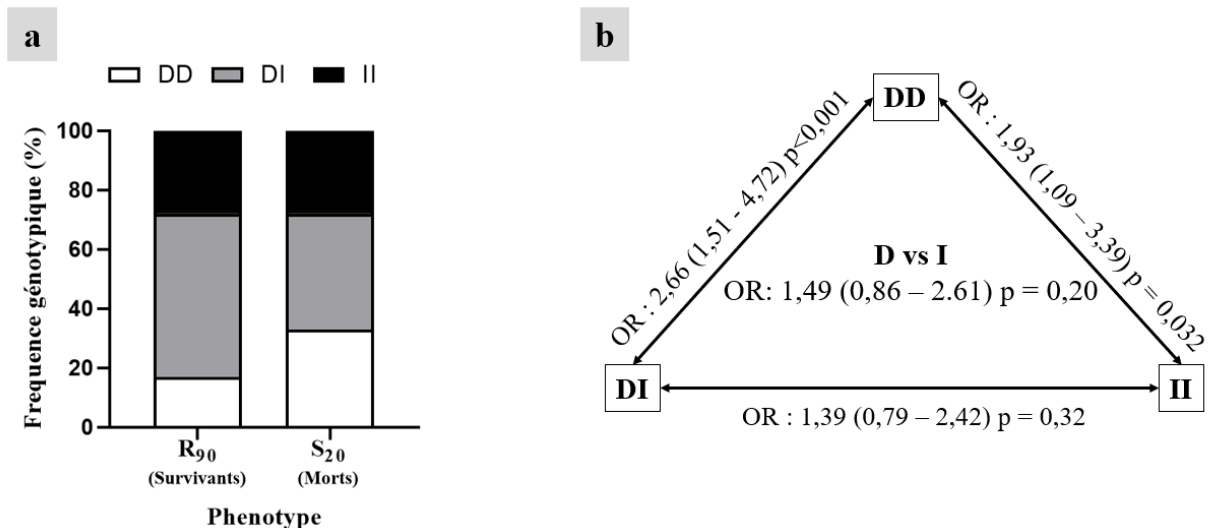 a
DD DI II
Frequence génotypique (%)
100
80
60
40
20
0
R90 S20
(Survivants) (Morts)
Phenotype
b
DD
OR : 2,66 (1,51 - 4,72) p<0,001
OR : 1,93 (1,09 – 3,39) p = 0,032
D vs I
OR: 1,49 (0,86 – 2.61) p = 0,20
DI
II
OR : 1,39 (0,79 – 2,42) p = 0,32